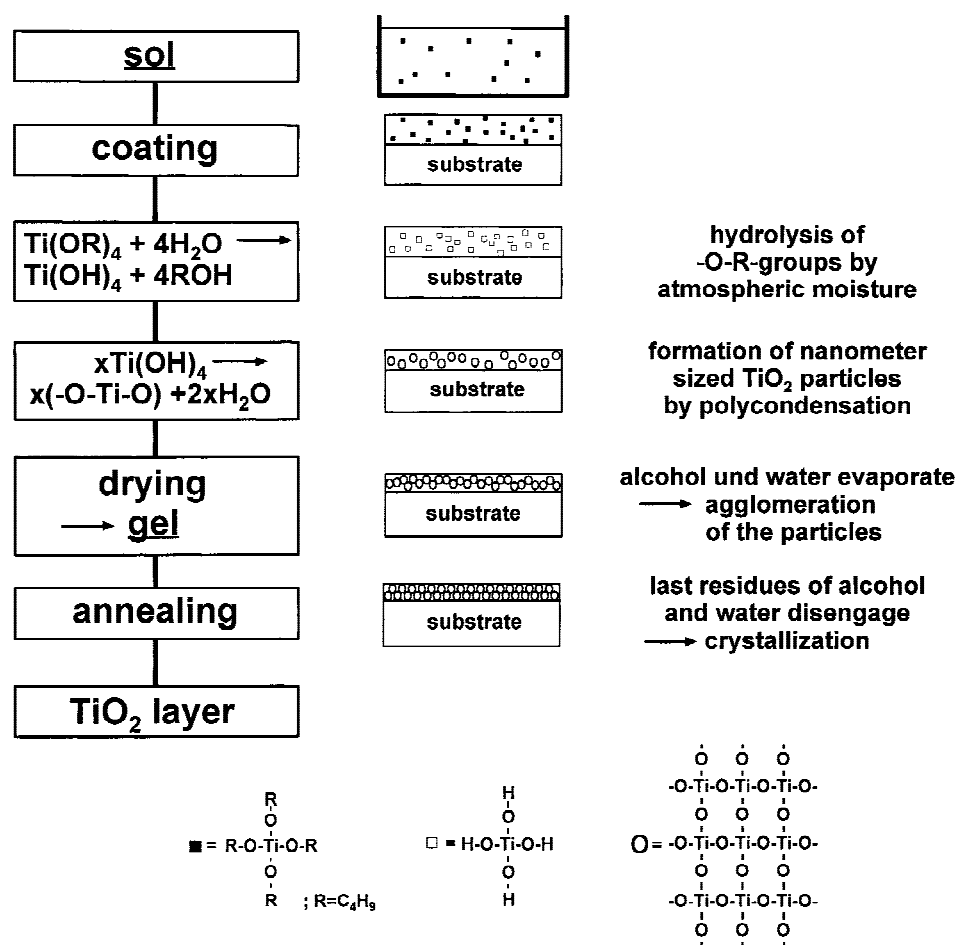 sol
coating
substrate
Ti(OR)₄ + 4H₂O ⟶
Ti(OH)₄ + 4ROH
substrate
hydrolysis of
-O-R-groups by
atmospheric moisture
xTi(OH)₄ ⟶
x(-O-Ti-O) +2xH₂O
substrate
formation of nanometer
sized TiO₂ particles
by polycondensation
drying
⟶ gel
substrate
alcohol und water evaporate
⟶ agglomeration
of the particles
annealing
substrate
last residues of alcohol
and water disengage
⟶ crystallization
TiO₂ layer
R
O
■ = R-O-Ti-O-R
O
R ; R=C₄H₉
H
O
□ = H-O-Ti-O-H
O
H
O O O
-O-Ti-O-Ti-O-Ti-O-
O O O
O= -O-Ti-O-Ti-O-Ti-O-
O O O
-O-Ti-O-Ti-O-Ti-O-
O O O